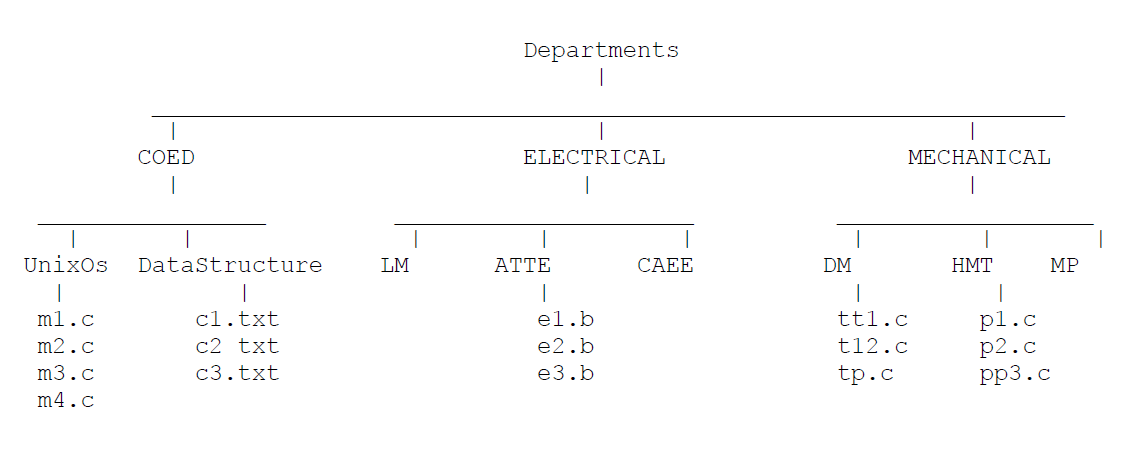 Departments
COED ELECTRICAL MECHANICAL
UnixOs DataStructure LM ATTE CAEE DM HMT MP
m1.c c1.txt e1.b tt1.c p1.c
m2.c c2 txt e2.b t12.c p2.c
m3.c c3.txt e3.b tp.c pp3.c
m4.c